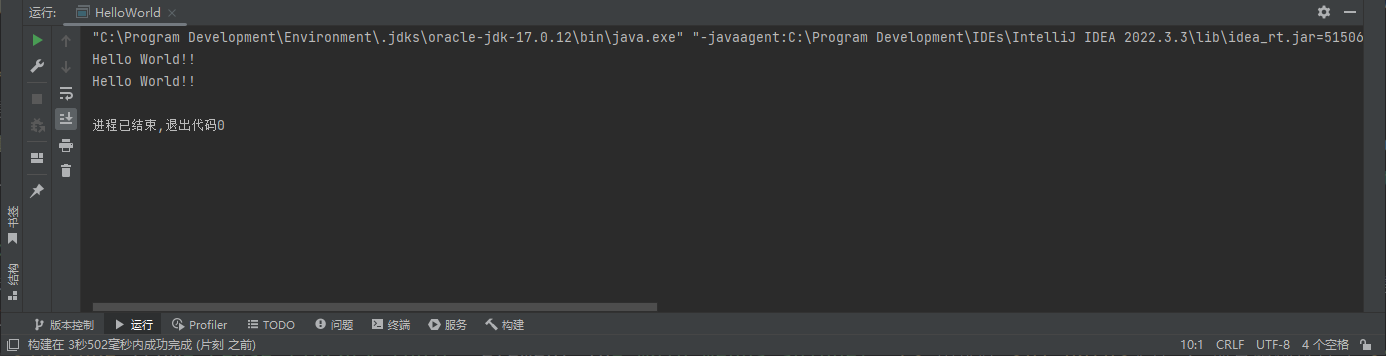 运行: HelloWorld
"C:\Program Development\Environment\.jdks\oracle-jdk-17.0.12\bin\java.exe" "-javaagent:C:\Program Development\IDEs\IntelliJ IDEA 2022.3.3\lib\idea_rt.jar=51506
Hello World!!
Hello World!!
进程已结束,退出代码0
书签
结构
版本控制 运行 Profiler TODO 问题 终端 服务 构建
构建在 3秒502毫秒内成功完成 (片刻 之前) 10:1 CRLF UTF-8 4 个空格